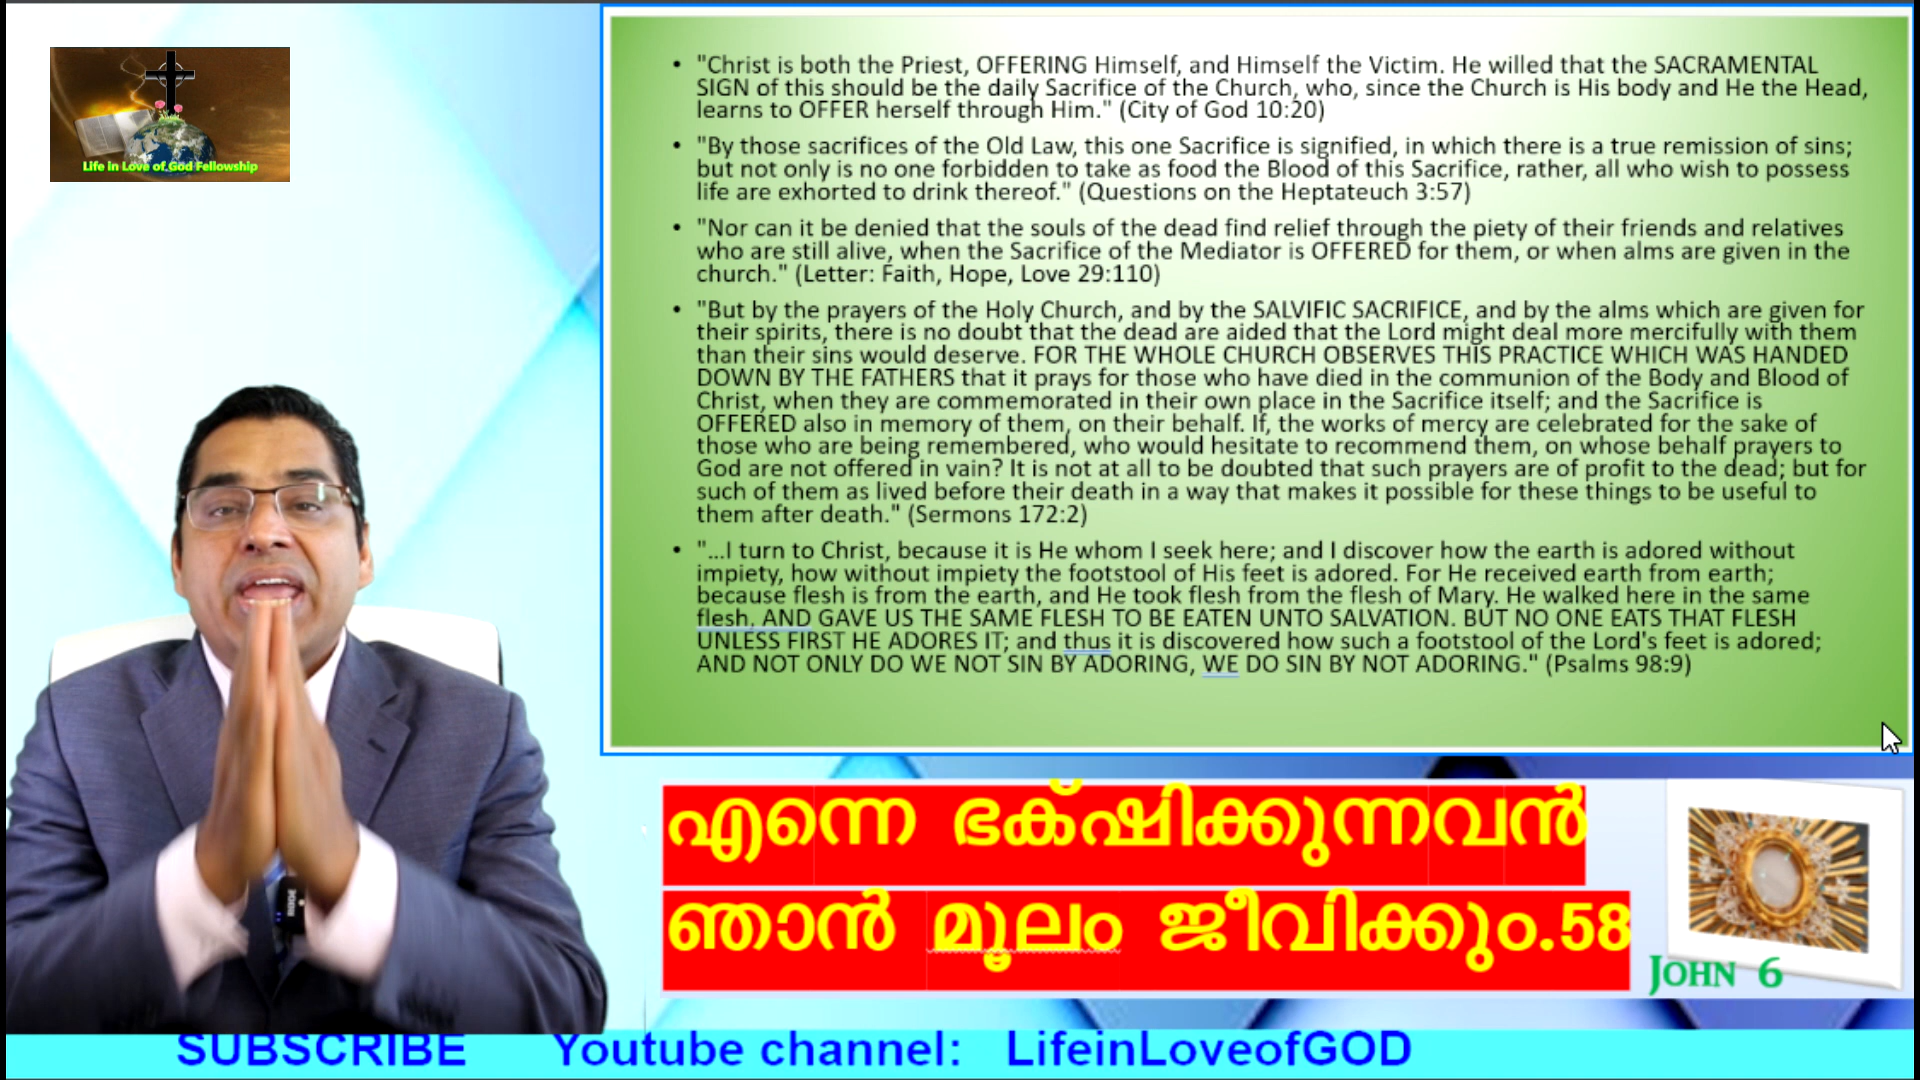 Life in Love of God Fellowship
• "Christ is both the Priest, OFFERING Himself, and Himself the Victim. He willed that the SACRAMENTAL
SIGN of this should be the daily Sacrifice of the Church, who, since the Church is His body and He the Head,
learns to OFFER herself through Him." (City of God 10:20)
• "By those sacrifices of the Old Law, this one Sacrifice is signified, in which there is a true remission of sins;
but not only is no one forbidden to take as food the Blood of this Sacrifice, rather, all who wish to possess
life are exhorted to drink thereof." (Questions on the Heptateuch 3:57)
• "Nor can it be denied that the souls of the dead find relief through the piety of their friends and relatives
who are still alive, when the Sacrifice of the Mediator is OFFERED for them, or when alms are given in the
church." (Letter: Faith, Hope, Love 29:110)
• "But by the prayers of the Holy Church, and by the SALVIFIC SACRIFICE, and by the alms which are given for
their spirits, there is no doubt that the dead are aided that the Lord might deal more mercifully with them
than their sins would deserve. FOR THE WHOLE CHURCH OBSERVES THIS PRACTICE WHICH WAS HANDED
DOWN BY THE FATHERS that it prays for those who have died in the communion of the Body and Blood of
Christ, when they are commemorated in their own place in the Sacrifice itself; and the Sacrifice is
OFFERED also in memory of them, on their behalf. If, the works of mercy are celebrated for the sake of
those who are being remembered, who would hesitate to recommend them, on whose behalf prayers to
God are not offered in vain? It is not at all to be doubted that such prayers are of profit to the dead; but for
such of them as lived before their death in a way that makes it possible for these things to be useful to
them after death." (Sermons 172:2)
• "...I turn to Christ, because it is He whom I seek here; and I discover how the earth is adored without
impiety, how without impiety the footstool of His feet is adored. For He received earth from earth;
because flesh is from the earth, and He took flesh from the flesh of Mary. He walked here in the same
flesh, AND GAVE US THE SAME FLESH TO BE EATEN UNTO SALVATION. BUT NO ONE EATS THAT FLESH
UNLESS FIRST HE ADORES IT; and thus it is discovered how such a footstool of the Lord's feet is adored;
AND NOT ONLY DO WE NOT SIN BY ADORING, WE DO SIN BY NOT ADORING." (Psalms 98:9)
എന്നെ ഭക്ഷിക്കുന്നവൻ
ഞാൻ മൂലം ജീവിക്കും.58
JOHN 6
SUBSCRIBE Youtube channel: LifeinLoveofGOD